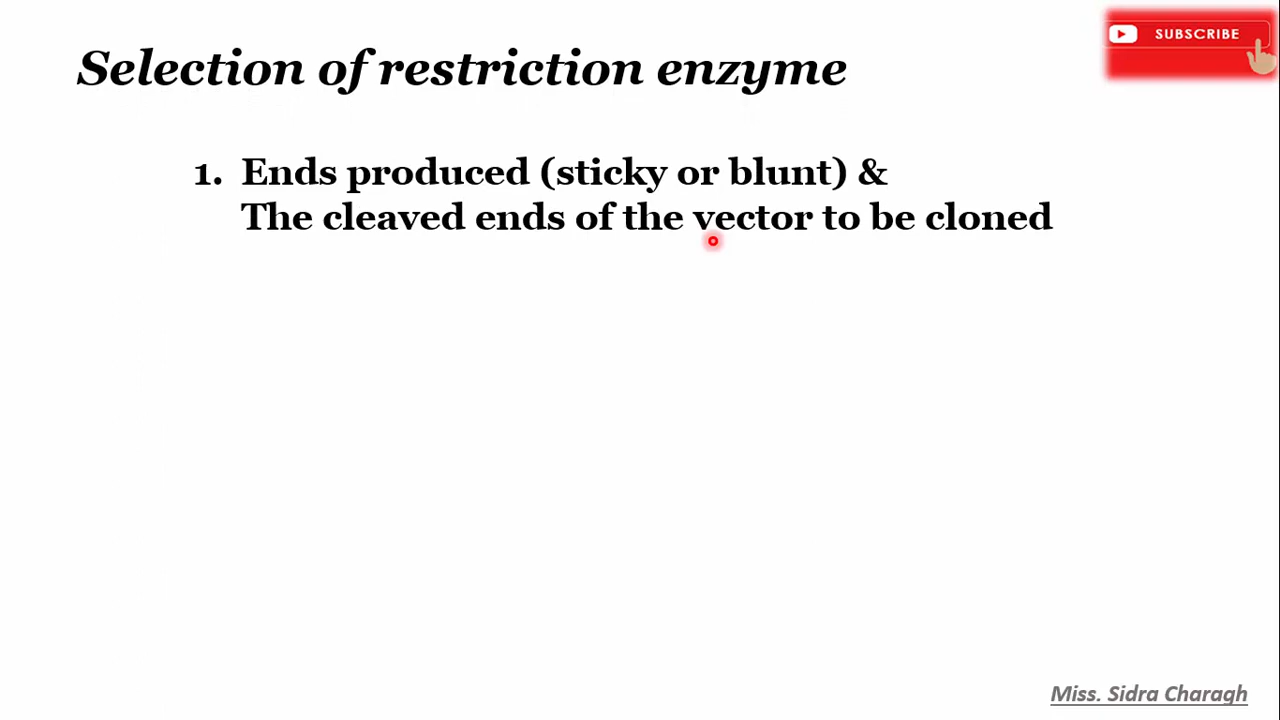 SUBSCRIBE
Selection of restriction enzyme
1. Ends produced (sticky or blunt) &
The cleaved ends of the vector to be cloned
Miss. Sidra Charagh